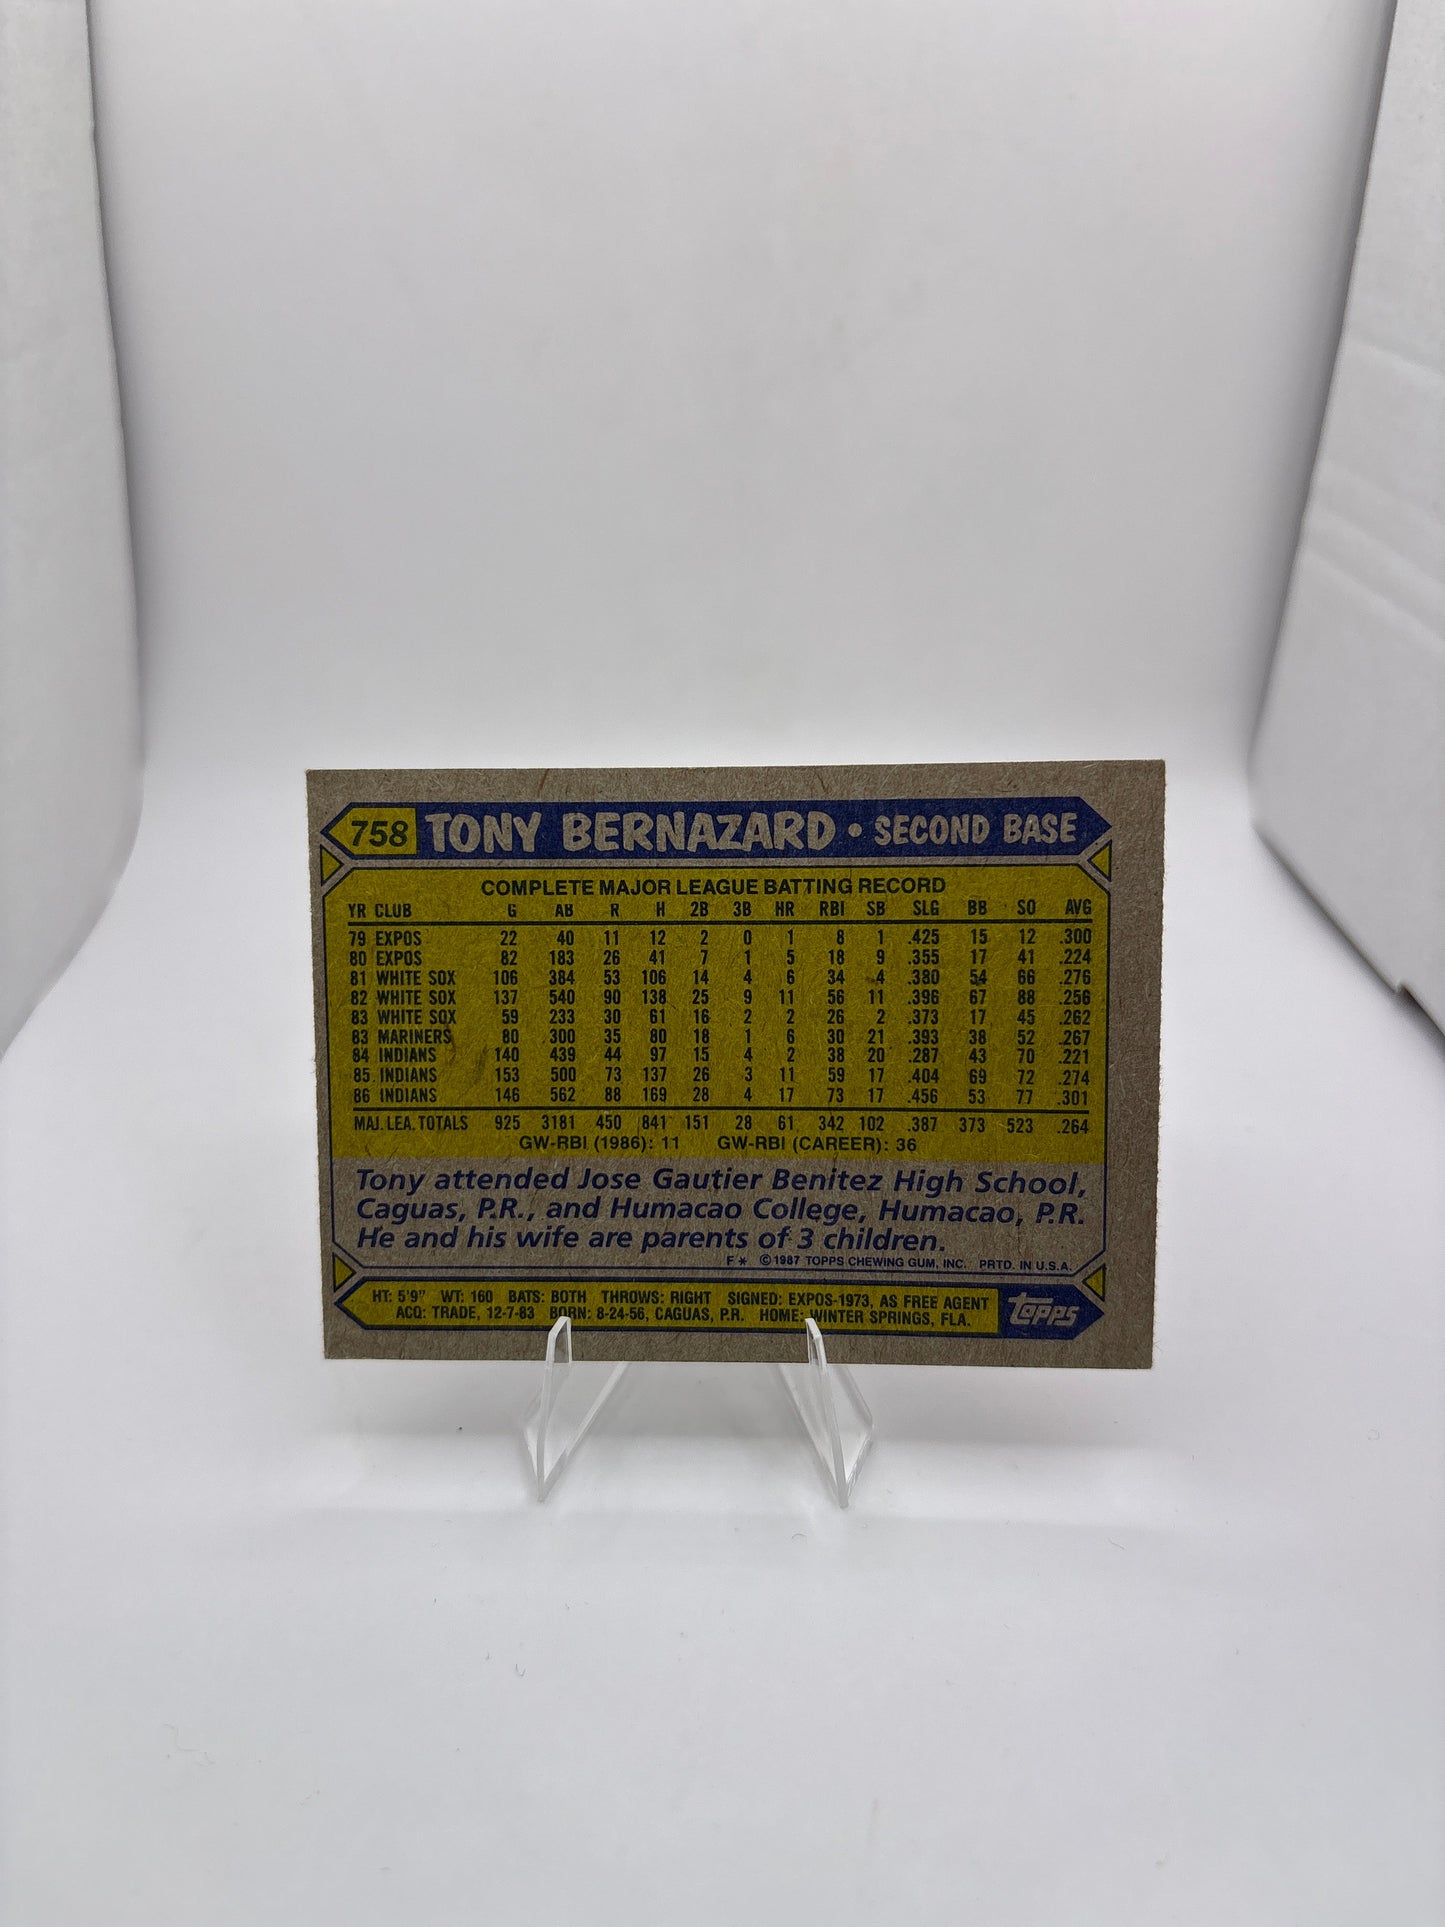 758 TONY BERNAZARD • SECOND BASE
COMPLETE MAJOR LEAGUE BATTING RECORD
YR CLUB G AB R H 2B 3B HR RBI SB SLG BB SO AVG
79 EXPOS 22 40 11 12 2 0 1 8 1 .425 15 12 .300
80 EXPOS 82 183 26 41 7 1 5 18 9 .355 17 41 .224
81 WHITE SOX 106 384 53 106 14 4 6 34 4 .380 54 66 .276
82 WHITE SOX 137 540 90 138 25 9 11 56 11 .396 67 88 .256
83 WHITE SOX 59 233 30 61 16 2 2 26 2 .373 17 45 .262
83 MARINERS 80 300 35 80 18 1 6 30 21 .393 38 52 .267
84 INDIANS 140 439 44 97 15 4 2 38 20 .287 43 70 .221
85 INDIANS 153 500 73 137 26 3 11 59 17 .404 69 72 .274
86 INDIANS 146 562 88 169 28 4 17 73 17 .456 53 77 .301
MAJ. LEA. TOTALS 925 3181 450 841 151 28 61 342 102 .387 373 523 .264
GW-RBI (1986): 11 GW-RBI (CAREER): 36
Tony attended Jose Gautier Benitez High School,
Caguas, P.R., and Humacao College, Humacao, P.R.
He and his wife are parents of 3 children.
F* ©1987 TOPPS CHEWING GUM, INC. PRTD. IN U.S.A.
HT: 5'9" WT: 160 BATS: BOTH THROWS: RIGHT SIGNED: EXPOS-1973, AS FREE AGENT
ACQ: TRADE, 12-7-83 BORN: 8-24-56, CAGUAS, P.R. HOME: WINTER SPRINGS, FLA.
topps